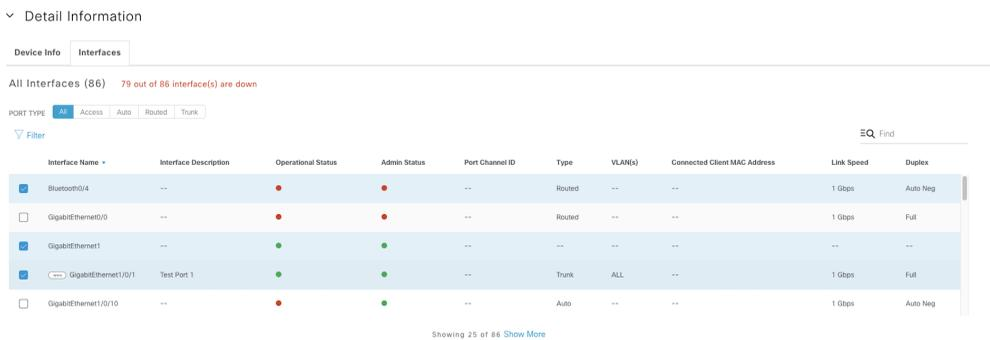 Detail Information
Device Info Interfaces
All Interfaces (86) 79 out of 86 interface(s) are down
PORT TYPE All Access Auto Routed Trunk
Filter Find
Interface Name Interface Description Operational Status Admin Status Port Channel ID Type VLAN(s) Connected Client MAC Address Link Speed Duplex
Bluetooth0/4 -- -- Routed -- -- 1 Gbps Auto Neg
GigabitEthernet0/0 -- -- Routed -- -- 1 Gbps Full
GigabitEthernet1 -- -- -- -- -- -- --
GigabitEthernet1/0/1 Test Port 1 -- Trunk ALL -- 1 Gbps Full
GigabitEthernet1/0/10 -- -- Auto -- -- 1 Gbps Auto Neg
Showing 25 of 86 Show More